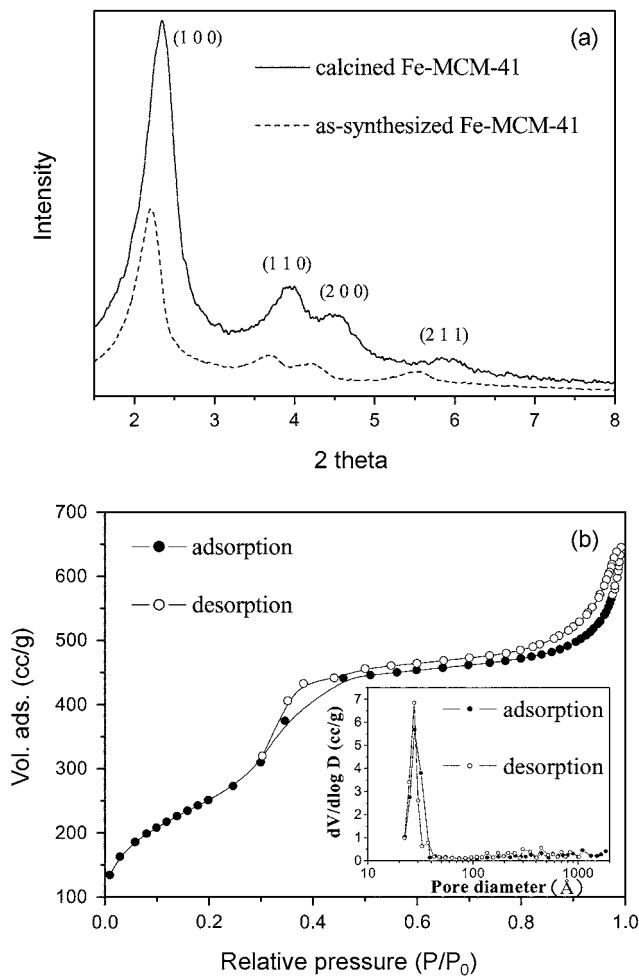 (a)
(1 0 0)
calcined Fe-MCM-41
as-synthesized Fe-MCM-41
(1 1 0)
(2 0 0)
(2 1 1)
Intensity
2 3 4 5 6 7 8
2 theta
(b)
700
600
500
400
300
200
100
Vol. ads. (cc/g)
adsorption
desorption
7
6
5
4
3
2
1
0
dV/dlog D (cc/g)
adsorption
desorption
10 100 1000
Pore diameter (Å)
0.0 0.2 0.4 0.6 0.8 1.0
Relative pressure (P/P₀)